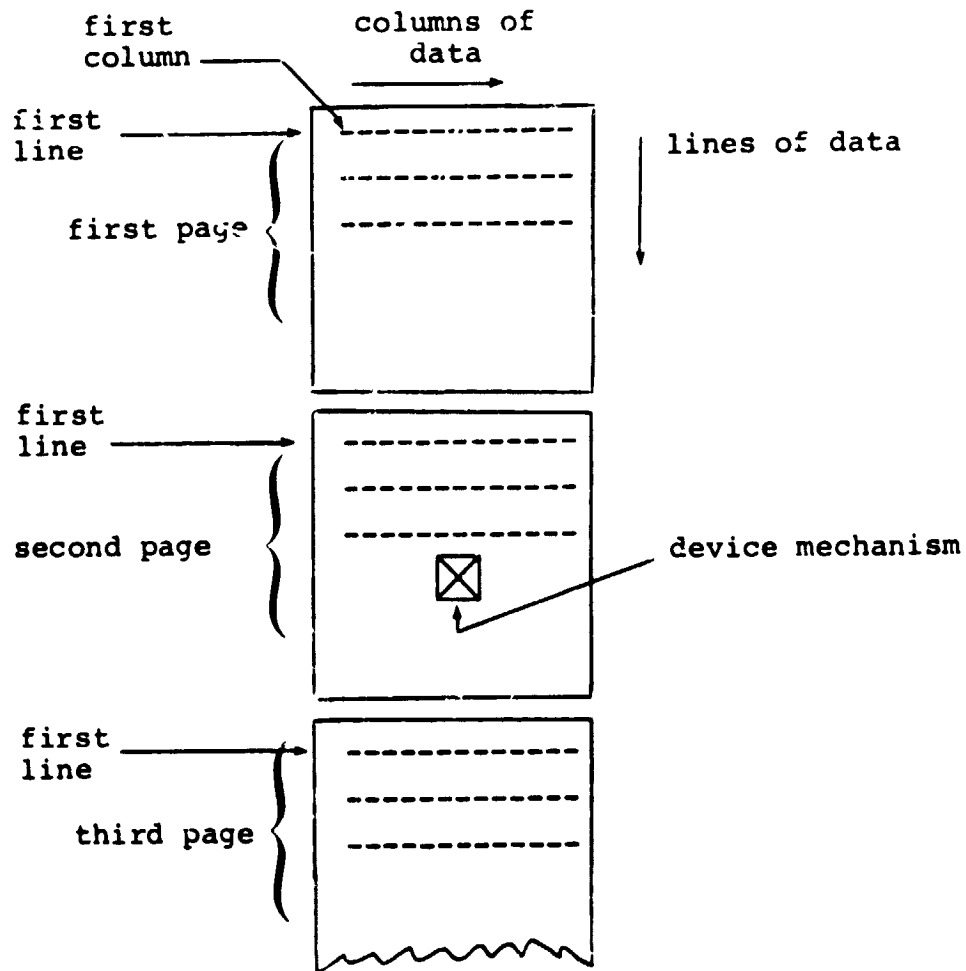 first
column
columns of
data
first
line
lines of data
first page
first
line
second page
device mechanism
first
line
third page